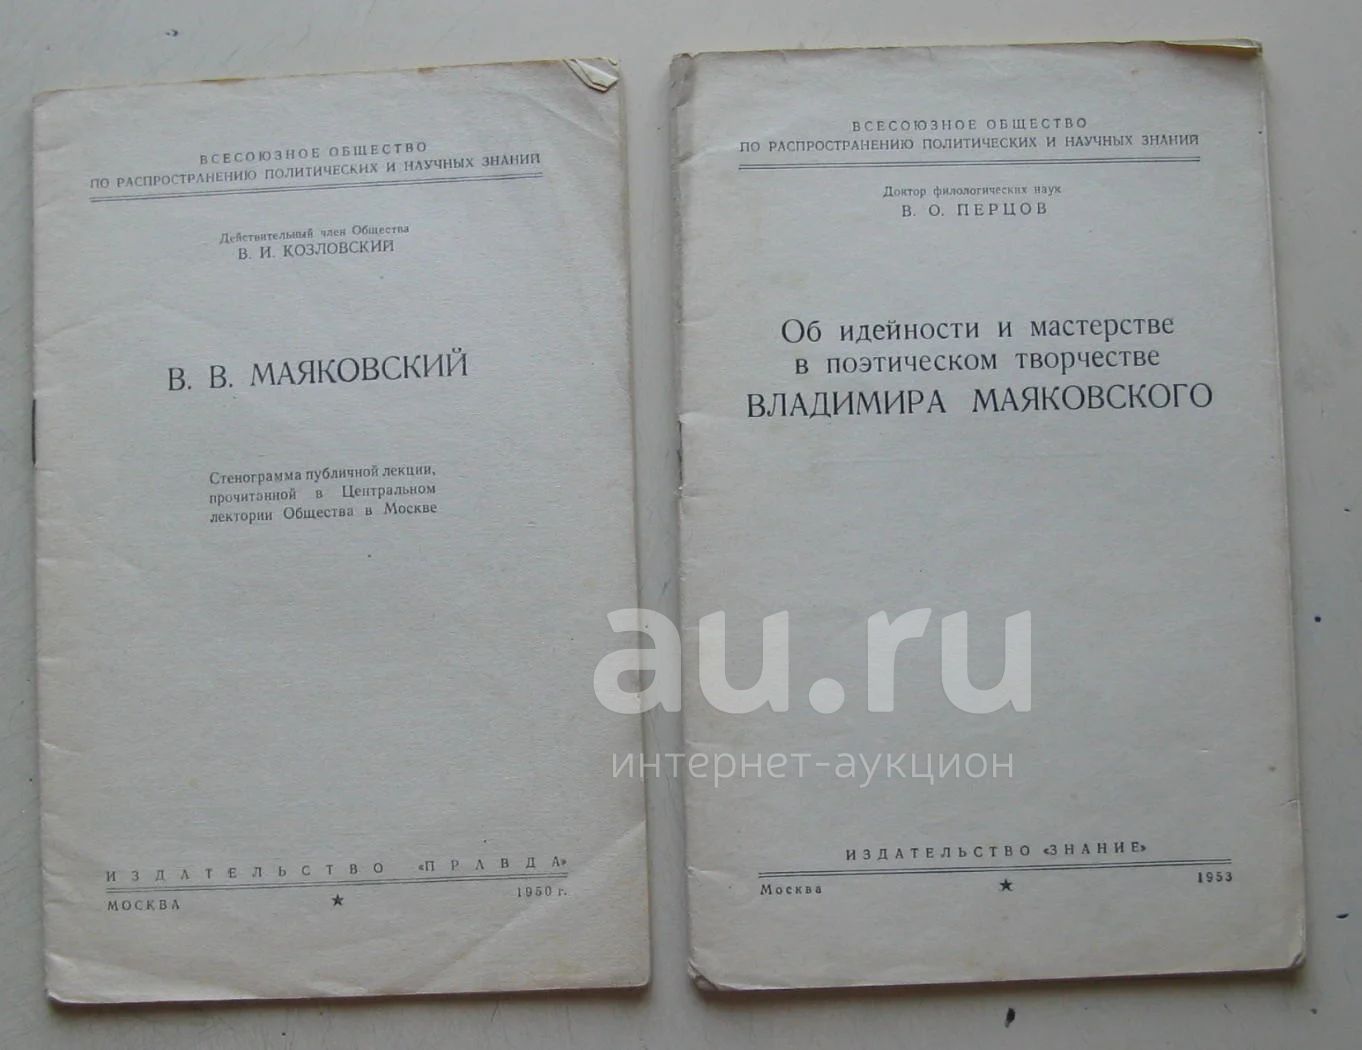 ВСЕСОЮЗНОЕ ОБЩЕСТВО
ПО РАСПРОСТРАНЕНИЮ ПОЛИТИЧЕСКИХ И НАУЧНЫХ ЗНАНИЙ
Действительный член Общества
В. И. КОЗЛОВСКИЙ
В. В. МАЯКОВСКИЙ
Стенограмма публичной лекции,
прочитанной в Центральном
лектории Общества в Москве
ИЗДАТЕЛЬСТВО «ПРАВДА»
МОСКВА ★ 1950 г.
ВСЕСОЮЗНОЕ ОБЩЕСТВО
ПО РАСПРОСТРАНЕНИЮ ПОЛИТИЧЕСКИХ И НАУЧНЫХ ЗНАНИЙ
Доктор филологических наук
В. О. ПЕРЦОВ
Об идейности и мастерстве
в поэтическом творчестве
ВЛАДИМИРА МАЯКОВСКОГО
ИЗДАТЕЛЬСТВО «ЗНАНИЕ»
Москва ★ 1953
au.ru
интернет-аукцион